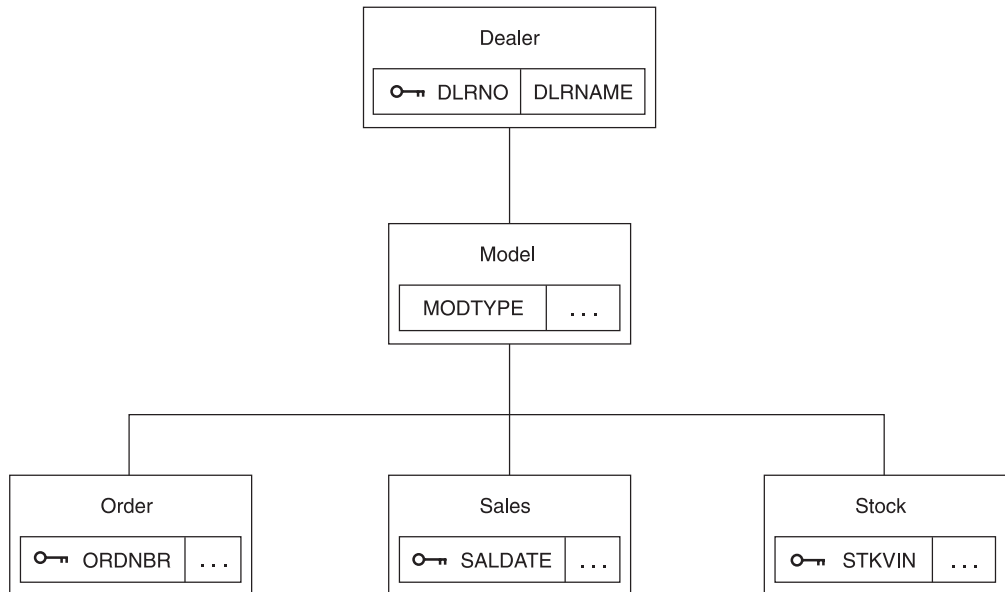 Dealer
DLRNO DLRNAME
Model
MODTYPE ...
Order Sales Stock
ORDNBR ... SALDATE ... STKVIN ...